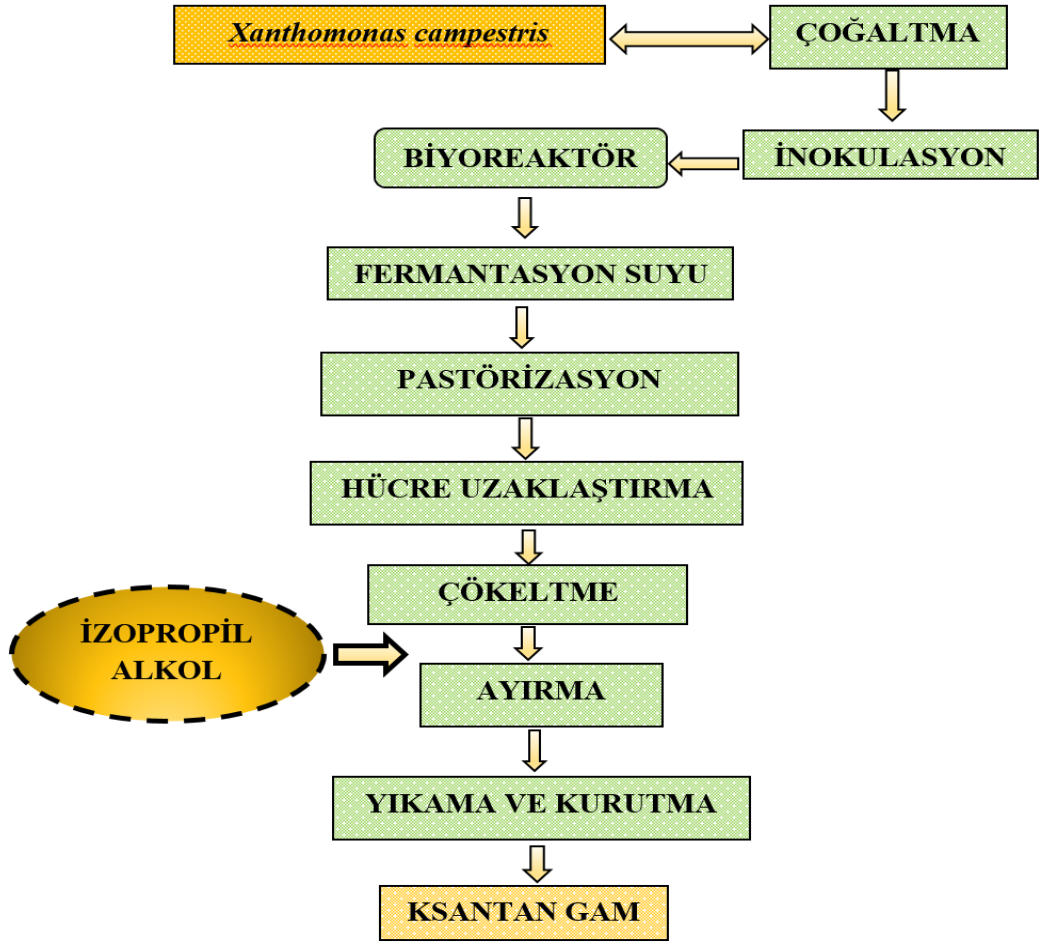 Xanthomonas campestris
ÇOĞALTMA
İNOKULASYON
BİYOREAKTÖR
FERMANTASYON SUYU
PASTÖRİZASYON
HÜCRE UZAKLAŞTIRMA
ÇÖKELTME
İZOPROPİL
ALKOL
AYIRMA
YIKAMA VE KURUTMA
KSANTAN GAM